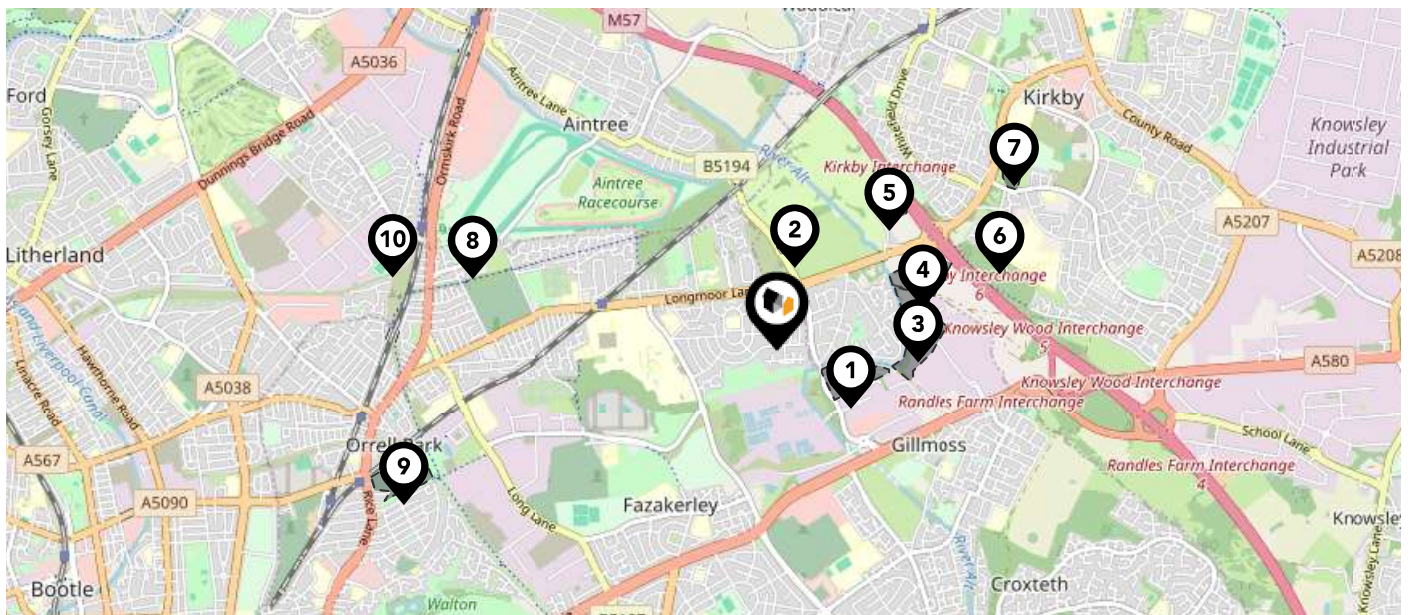 M57
A5036
Ford
Gorsey Lane
Aintree Lane
Aintree
Whitefield Drive
Kirkby
County Road
Knowsley
Industrial
Park
Dunnings Bridge Road
Ormskirk Road
B5194
River Alt
Kirkby Interchange
7
Aintree
Racecourse
5
A5207
Litherland
10
8
2
6
A5208
4
Interchange
6
Longmoor
3
Knowsley Wood Interchange
5
and Liverpool Canal
Hawthorne Road
Linacre Road
A5038
1
A580
Knowsley Wood Interchange
Randles Farm Interchange
Orrell Park
Gillmoss
School Lane
A567
9
Randles Farm Interchange
4
A5090
Rice Lane
Long Lane
Fazakerley
Knowsley
River Alt
Knowsley Lane
Bootle
Walton
Croxteth